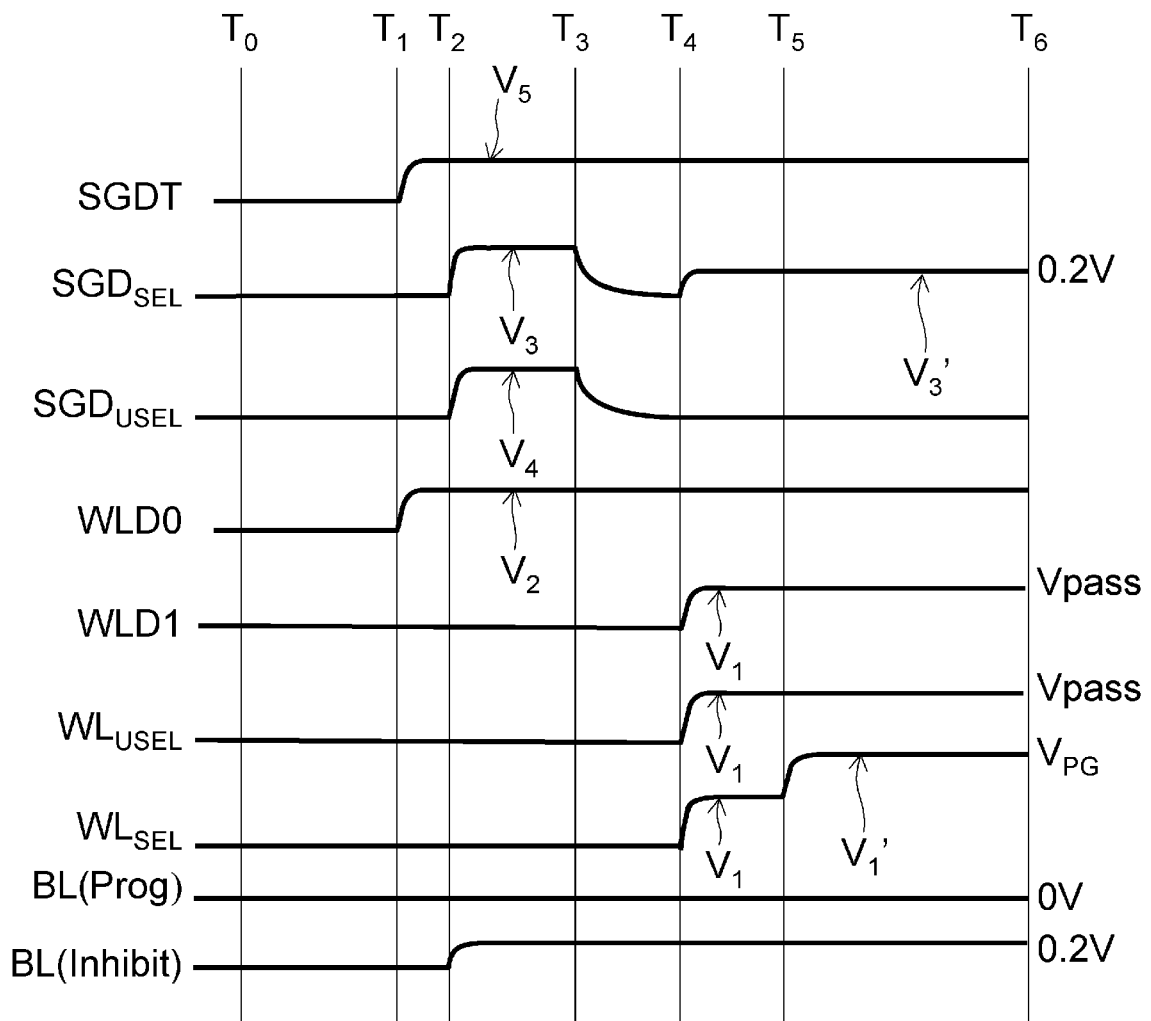 T0 T1 T2 T3 T4 T5 T6
V5
SGDT
SGDSEL 0.2V
V3
V3’
SGDUSEL
V4
WLD0
V2
WLD1 Vpass
V1
WLUSEL Vpass
V1
VPG
WLSEL
V1 V1’
BL(Prog) 0V
BL(Inhibit) 0.2V